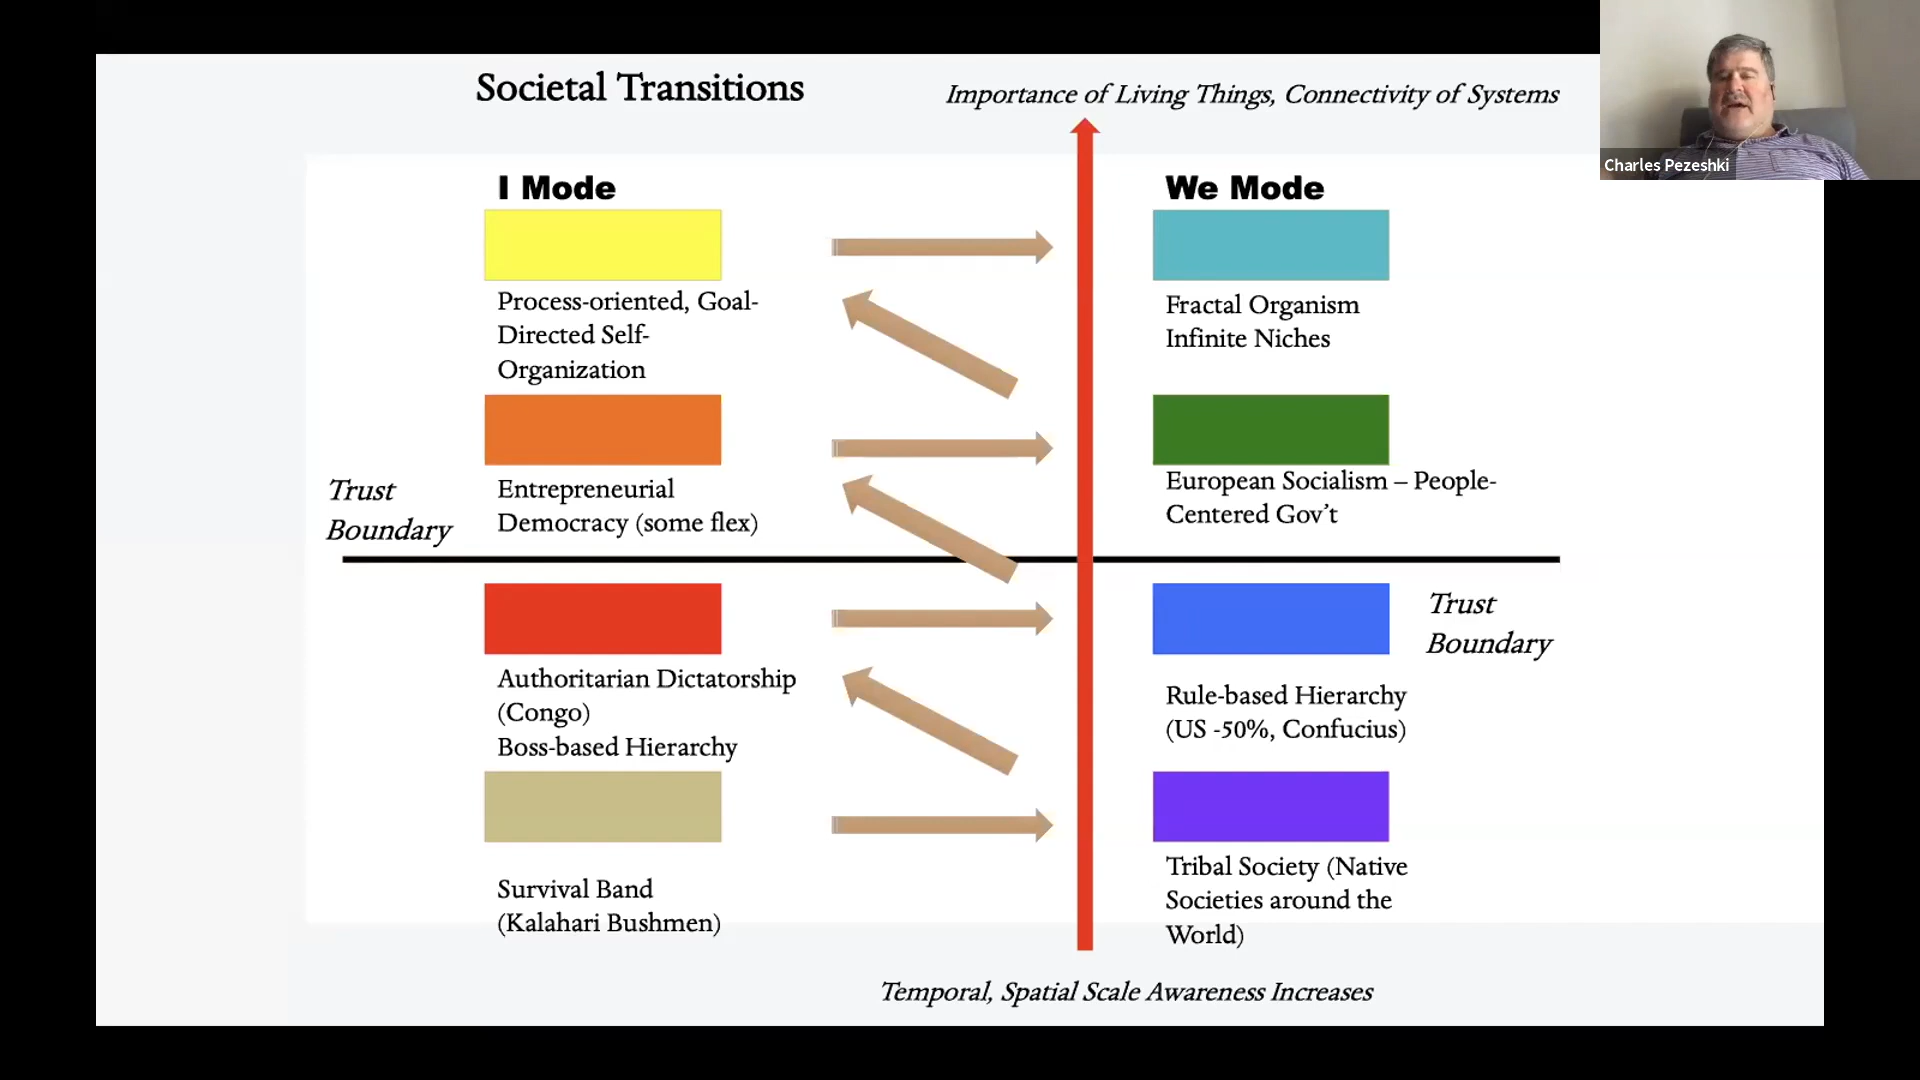 Societal Transitions
Importance of Living Things, Connectivity of Systems
Charles Pezeshki
I Mode
We Mode
Process-oriented, Goal-
Directed Self-
Organization
Fractal Organism
Infinite Niches
Trust
Boundary
Entrepreneurial
Democracy (some flex)
European Socialism – People-
Centered Gov’t
Authoritarian Dictatorship
(Congo)
Boss-based Hierarchy
Trust
Boundary
Rule-based Hierarchy
(US -50%, Confucius)
Survival Band
(Kalahari Bushmen)
Tribal Society (Native
Societies around the
World)
Temporal, Spatial Scale Awareness Increases